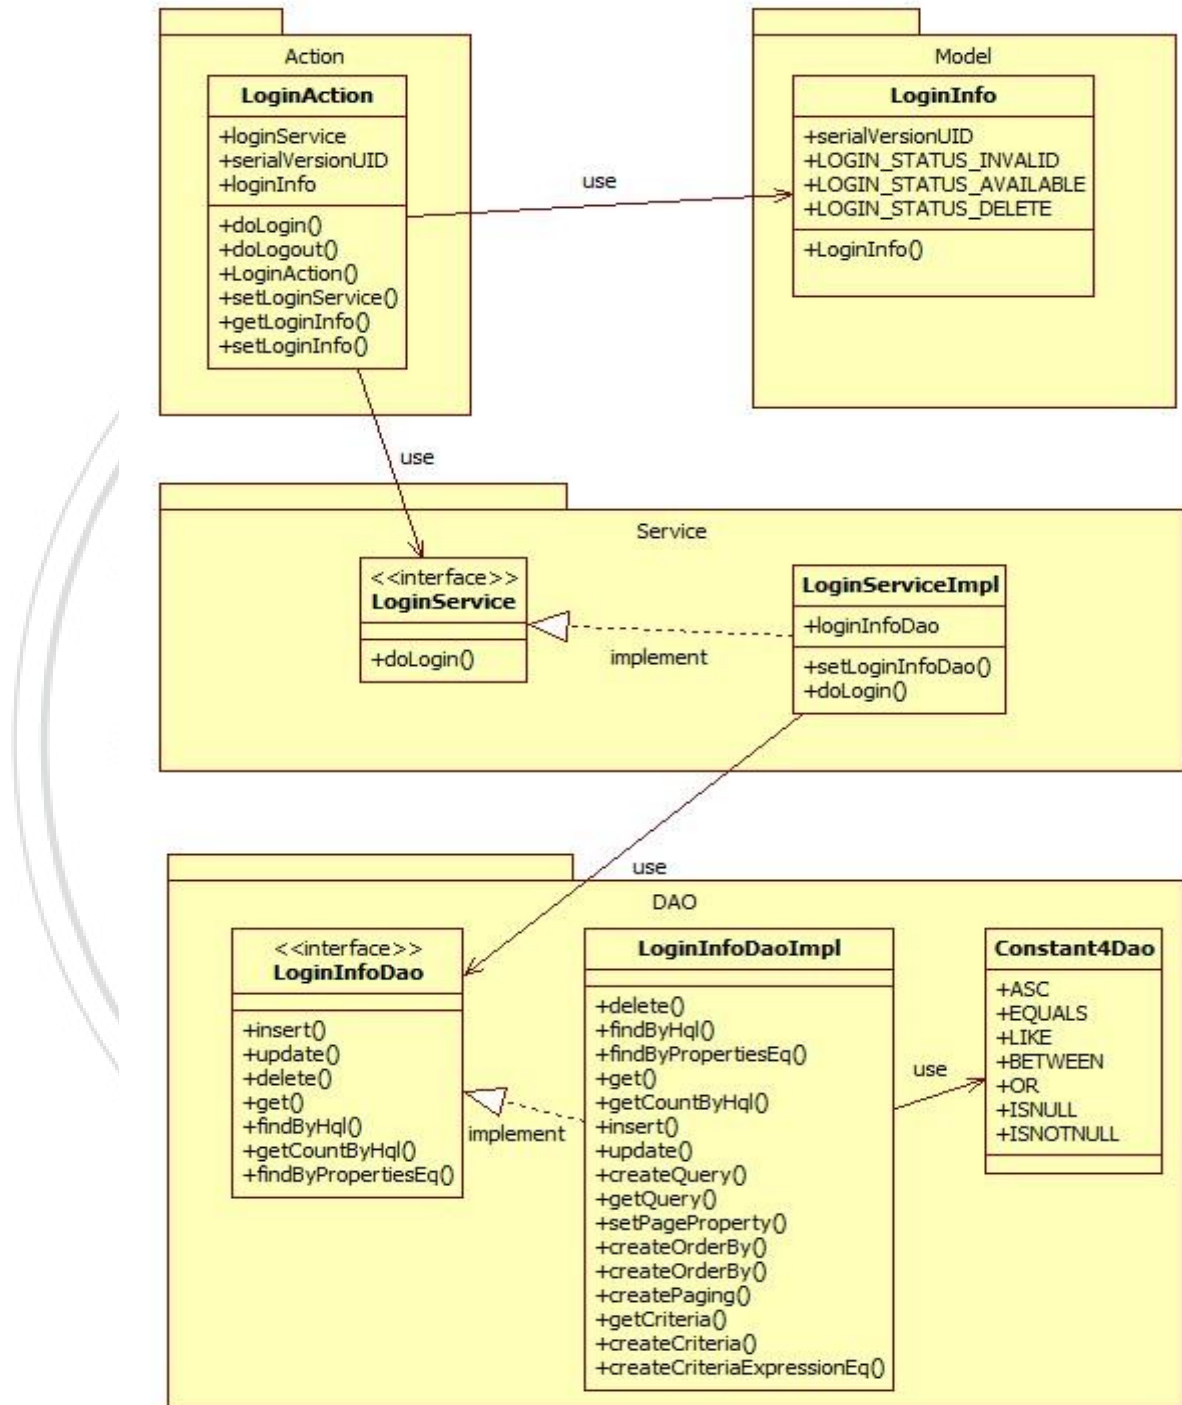 Action
LoginAction
+loginService
+serialVersionUID
+loginInfo
+doLogin()
+doLogout()
+LoginAction()
+setLoginService()
+getLoginInfo()
+setLoginInfo()
use
Model
LoginInfo
+serialVersionUID
+LOGIN_STATUS_INVALID
+LOGIN_STATUS_AVAILABLE
+LOGIN_STATUS_DELETE
+LoginInfo()
use
Service
<<interface>>
LoginService
+doLogin()
implement
LoginServiceImpl
+loginInfoDao
+setLoginInfoDao()
+doLogin()
use
DAO
<<interface>>
LoginInfoDao
+insert()
+update()
+delete()
+get()
+findByHql()
+getCountByHql()
+findByPropertiesEq()
implement
LoginInfoDaoImpl
+delete()
+findByHql()
+findByPropertiesEq()
+get()
+getCountByHql()
+insert()
+update()
+createQuery()
+getQuery()
+setPageProperty()
+createOrderBy()
+createOrderBy()
+createPaging()
+getCriteria()
+createCriteria()
+createCriteriaExpressionEq()
use
Constant4Dao
+ASC
+EQUALS
+LIKE
+BETWEEN
+OR
+ISNULL
+ISNOTNULL